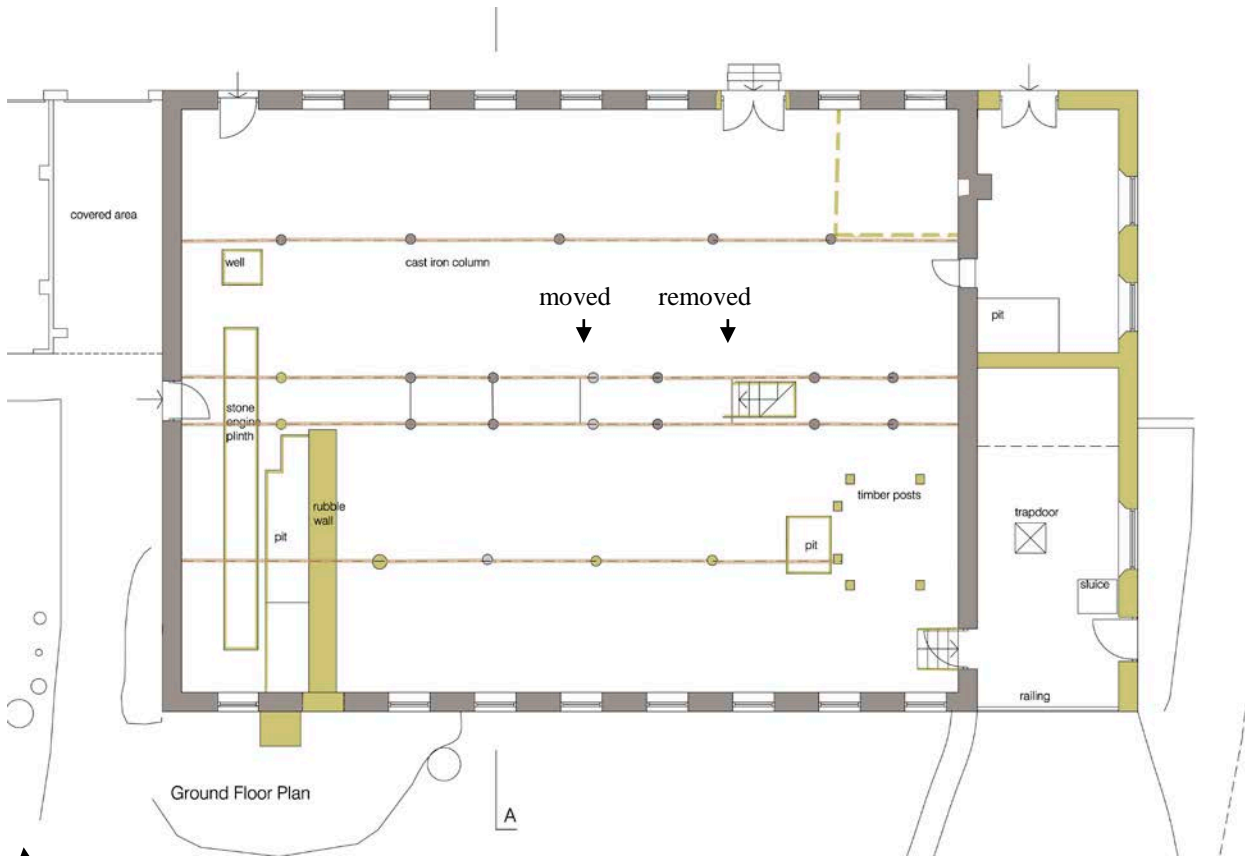 covered area
well
cast iron column
moved
removed
pit
stone
engine
plinth
rubble
wall
pit
timber posts
pit
trapdoor
sluice
railing
Ground Floor Plan
A